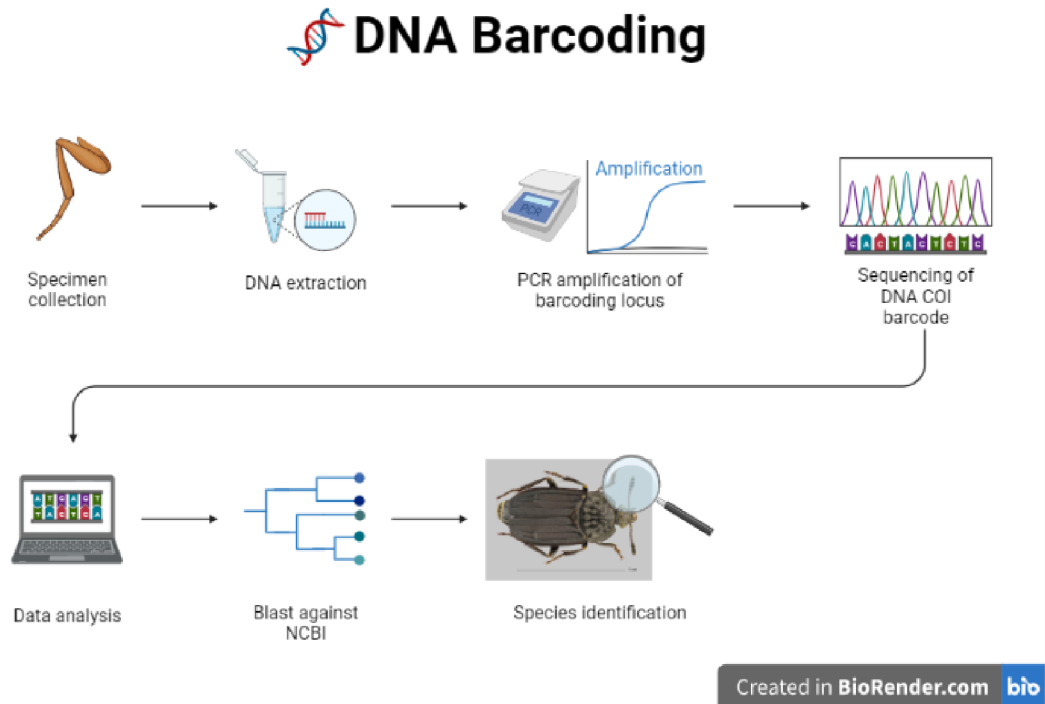 DNA Barcoding
Amplification
PCR
C A C T A C T C T C
Specimen
collection
DNA extraction
PCR amplification of
barcoding locus
Sequencing of
DNA COI
barcode
A T G A G T
T A C T C A
Data analysis
Blast against
NCBI
Species identification
Created in BioRender.com bio